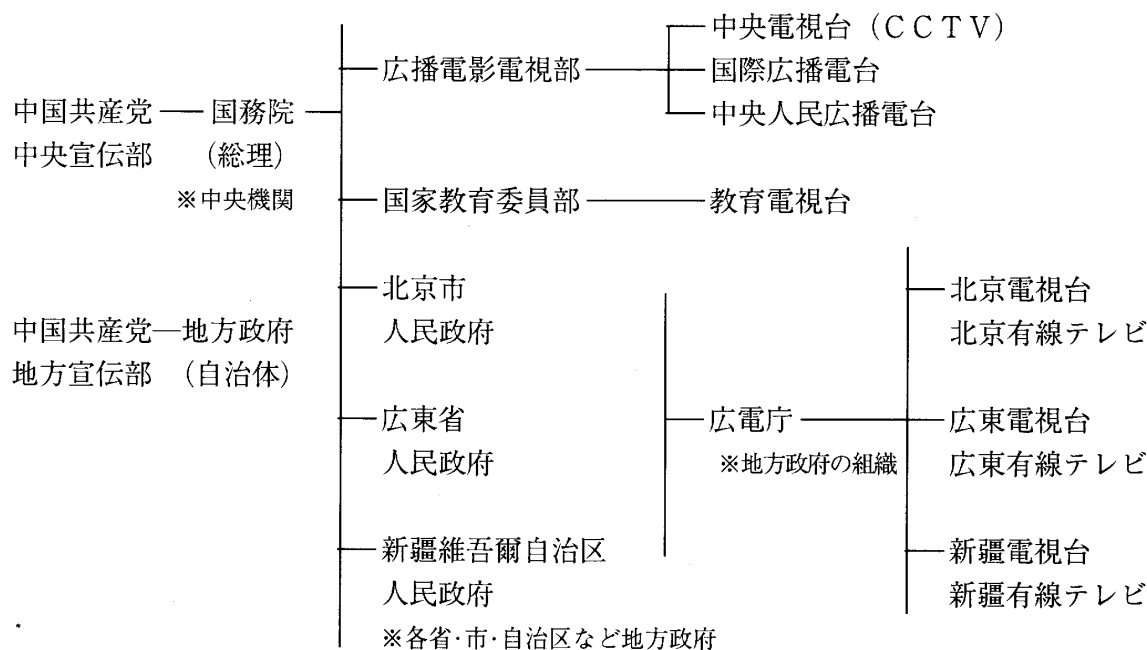 中央電視台（CCTV）
広播電影電視部
国際広播電台
中国共産党
国務院
中央人民広播電台
中央宣伝部
（総理）
※中央機関
国家教育委員部
教育電視台
北京市
人民政府
北京電視台
北京有線テレビ
中国共産党
地方政府
地方宣伝部
（自治体）
広東省
人民政府
広電庁
※地方政府の組織
広東電視台
広東有線テレビ
新疆維吾爾自治区
人民政府
新疆電視台
新疆有線テレビ
※各省·市·自治区など地方政府